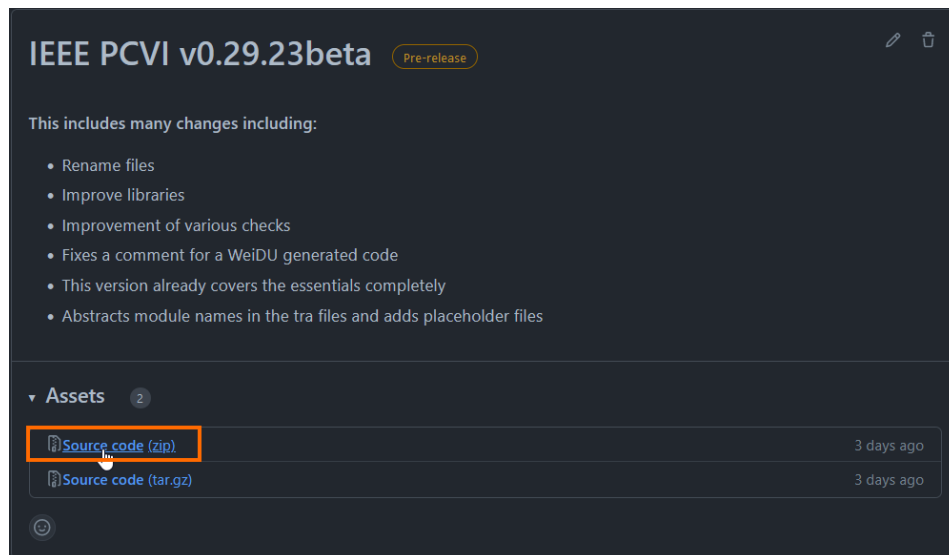 IEEE PCVI v0.29.23beta Pre-release
This includes many changes including:
Rename files
Improve libraries
Improvement of various checks
Fixes a comment for a WeiDU generated code
This version already covers the essentials completely
Abstracts module names in the tra files and adds placeholder files
Assets 2
Source code (zip) 3 days ago
Source code (tar.gz) 3 days ago